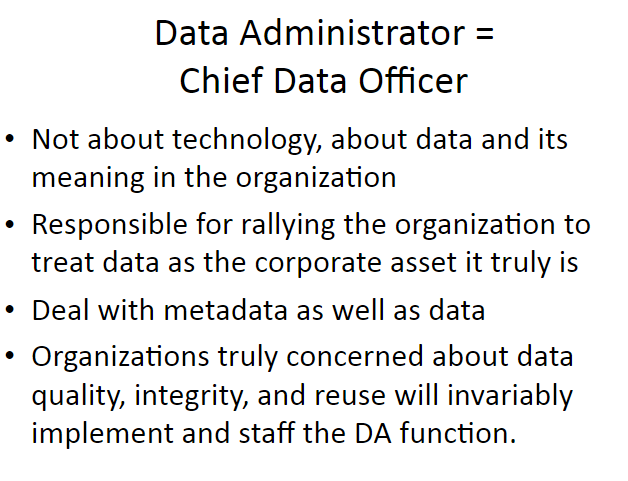 Data Administrator =
Chief Data Officer
• Not about technology, about data and its
meaning in the organization
• Responsible for rallying the organization to
treat data as the corporate asset it truly is
• Deal with metadata as well as data
• Organizations truly concerned about data
quality, integrity, and reuse will invariably
implement and staff the DA function.